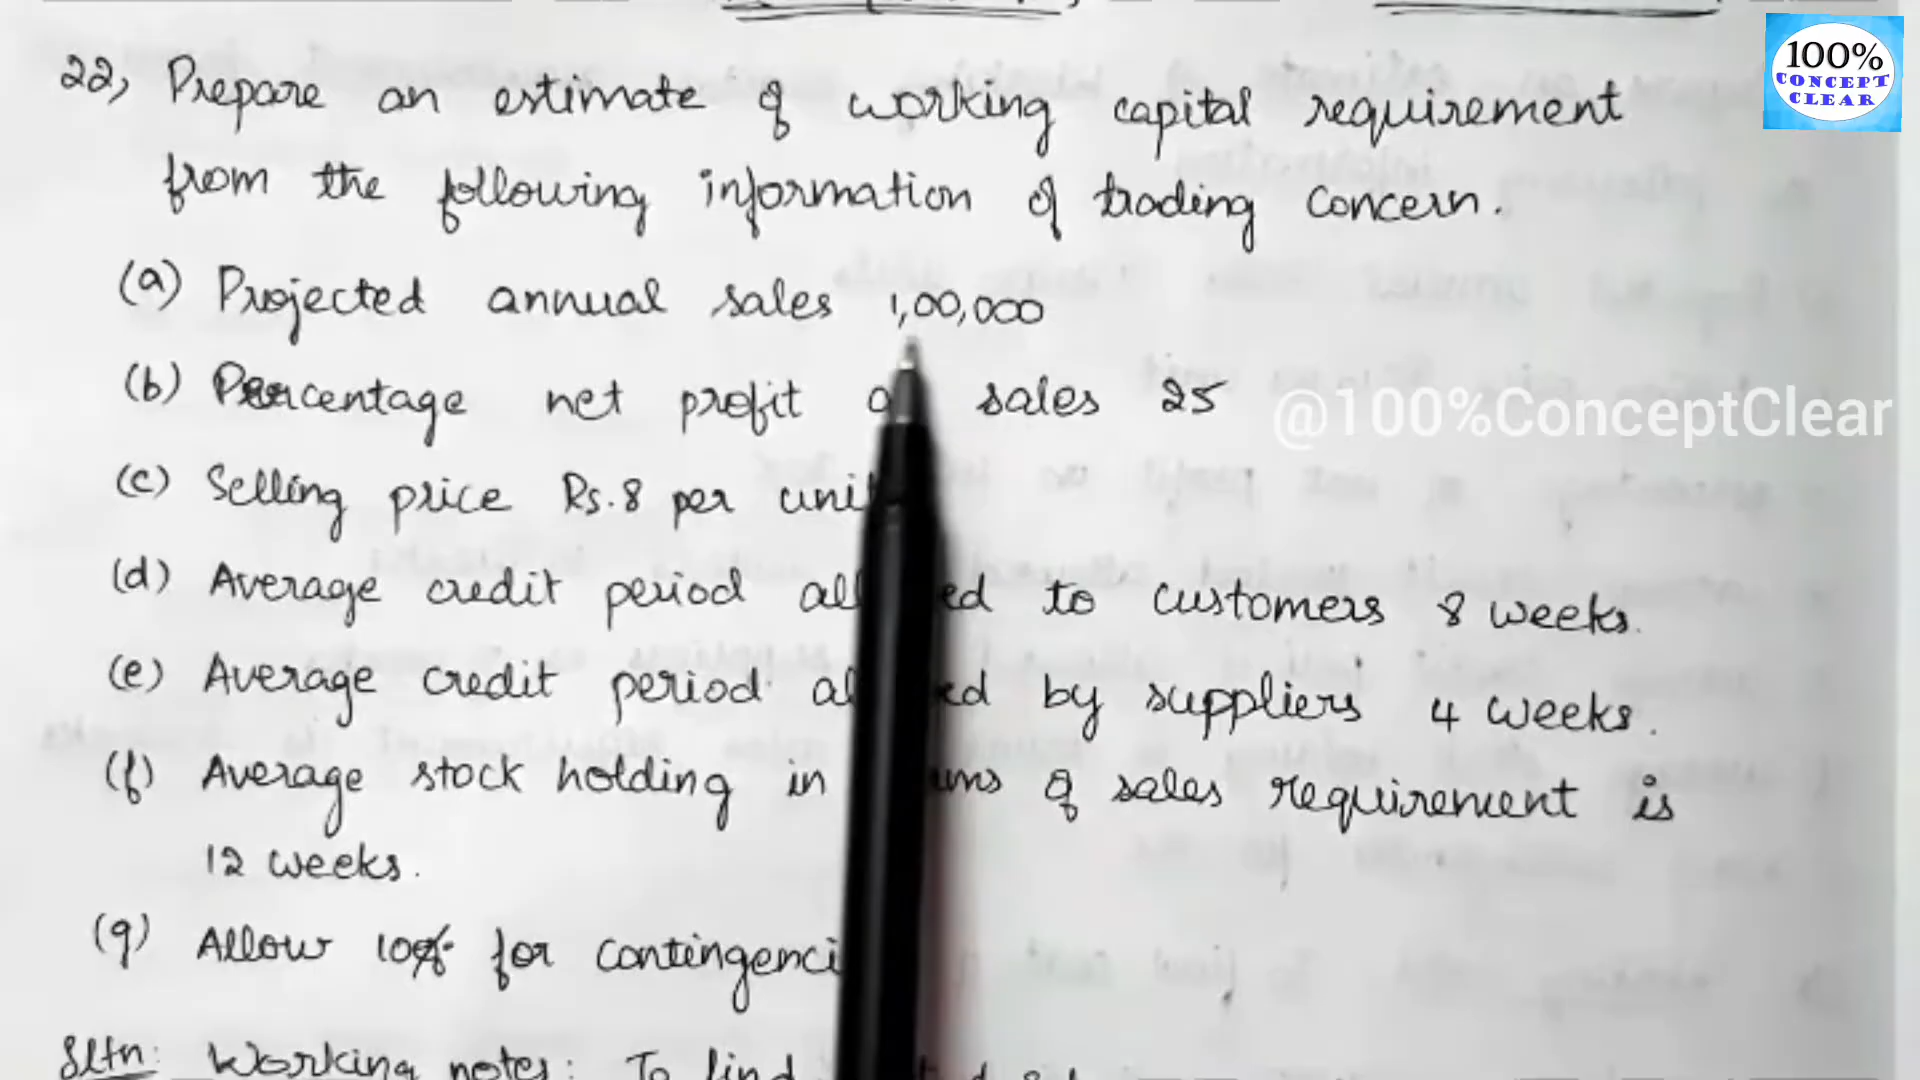 100%
CONCEPT
CLEAR
22, Prepare an estimate of working capital requirement
from the following information of trading concern.
(a) Projected annual sales 1,00,000
(b) Percentage net profit sales 25
@100%ConceptClear
(c) Selling price Rs.8 per unit
(d) Average credit period to customers 8 weeks.
(e) Average credit period by suppliers 4 weeks.
(f) Average stock holding in of sales requirement is
12 weeks.
(g) Allow 10% for
Sltn: Working notes: To find